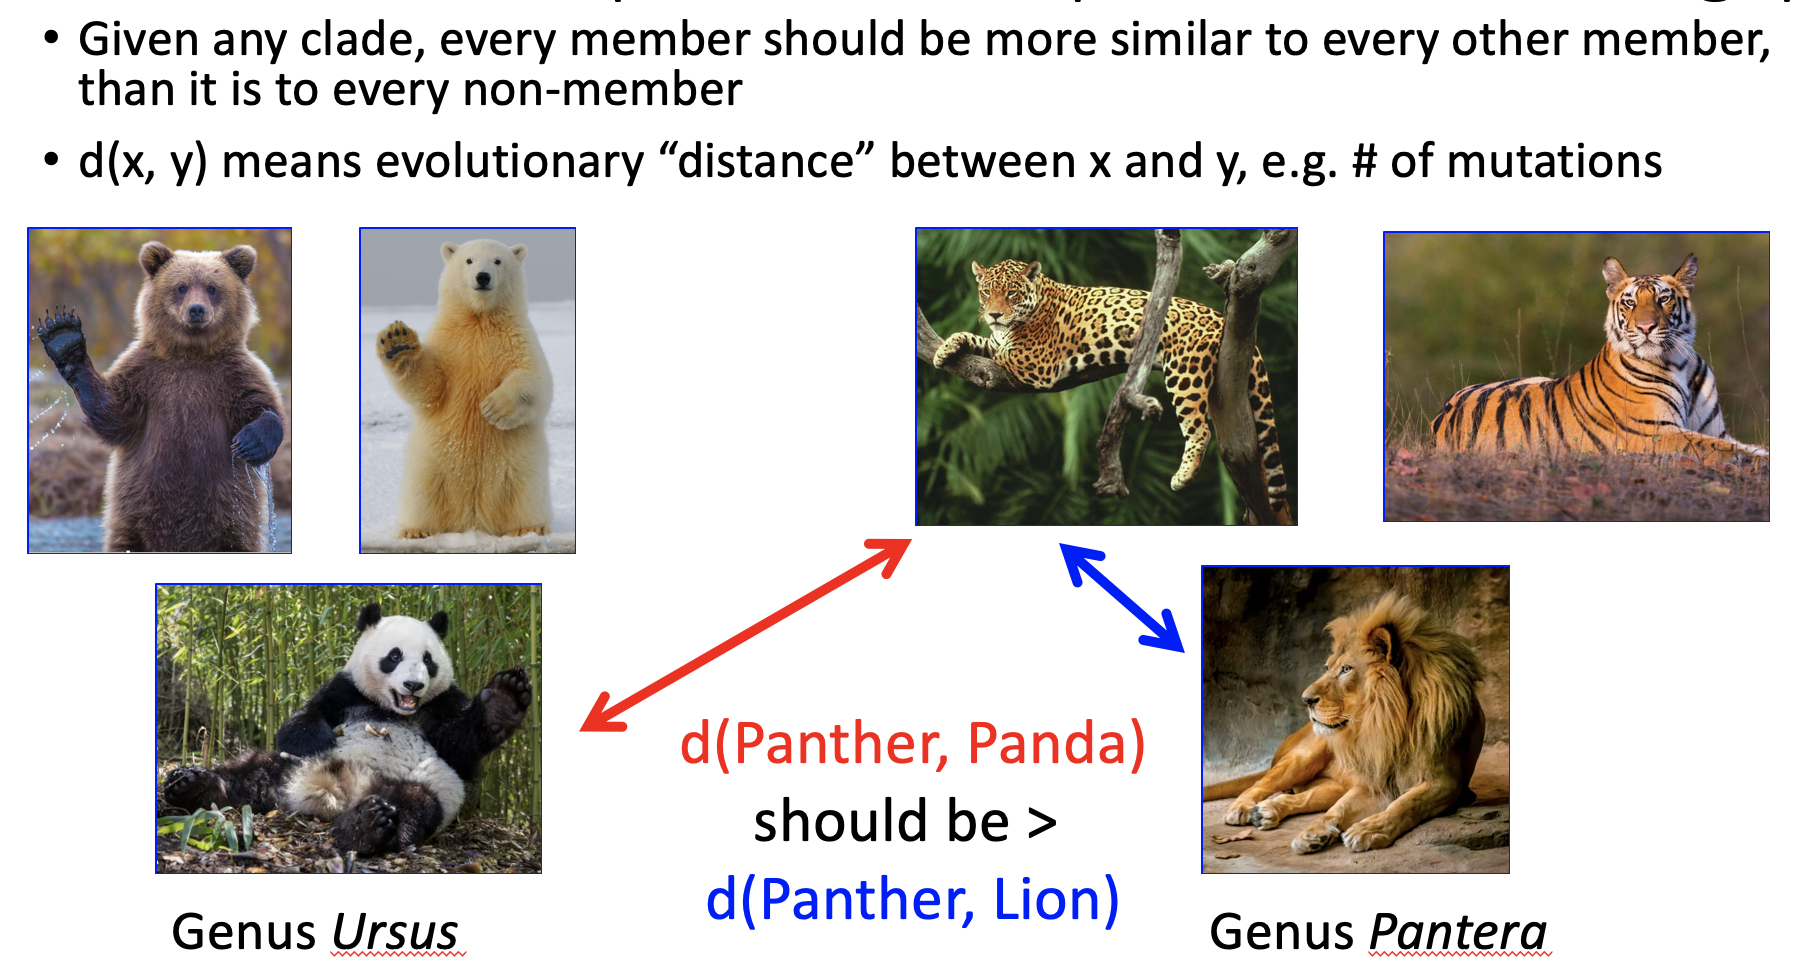 • Given any clade, every member should be more similar to every other member,
than it is to every non-member
• d(x, y) means evolutionary “distance” between x and y, e.g. # of mutations
d(Panther, Panda)
should be >
d(Panther, Lion)
Genus Ursus
Genus Pantera